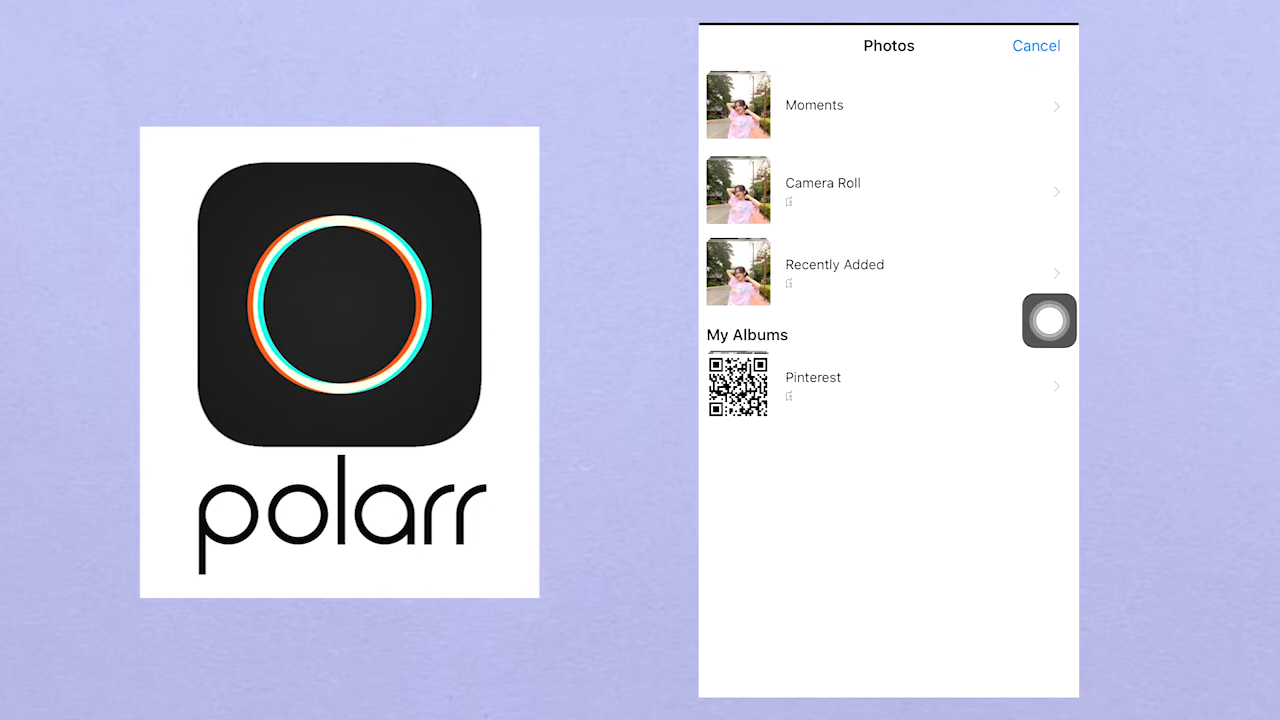 polarr
Photos
Cancel
Moments
Camera Roll
Recently Added
My Albums
Pinterest